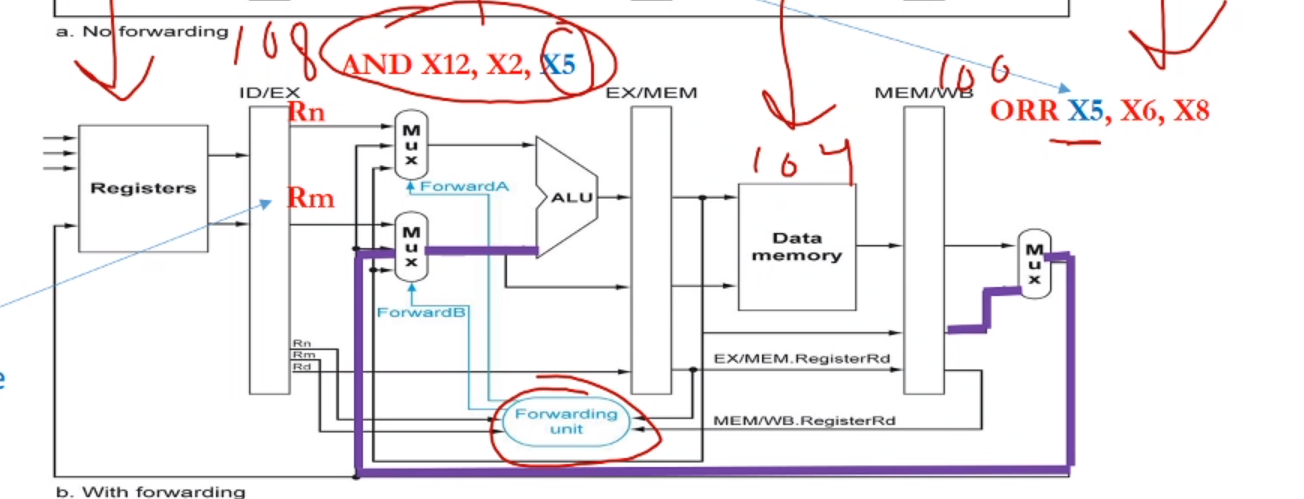 a. No forwarding
108
AND X12, X2, X5
100
ORR X5, X6, X8
ID/EX
EX/MEM
MEM/WB
Rn
Mux
104
Registers
ForwardA
Rm
ALU
Mux
Data
memory
Mux
ForwardB
Rn
Rm
Rd
EX/MEM.RegisterRd
Forwarding
unit
MEM/WB.RegisterRd
e
b. With forwarding